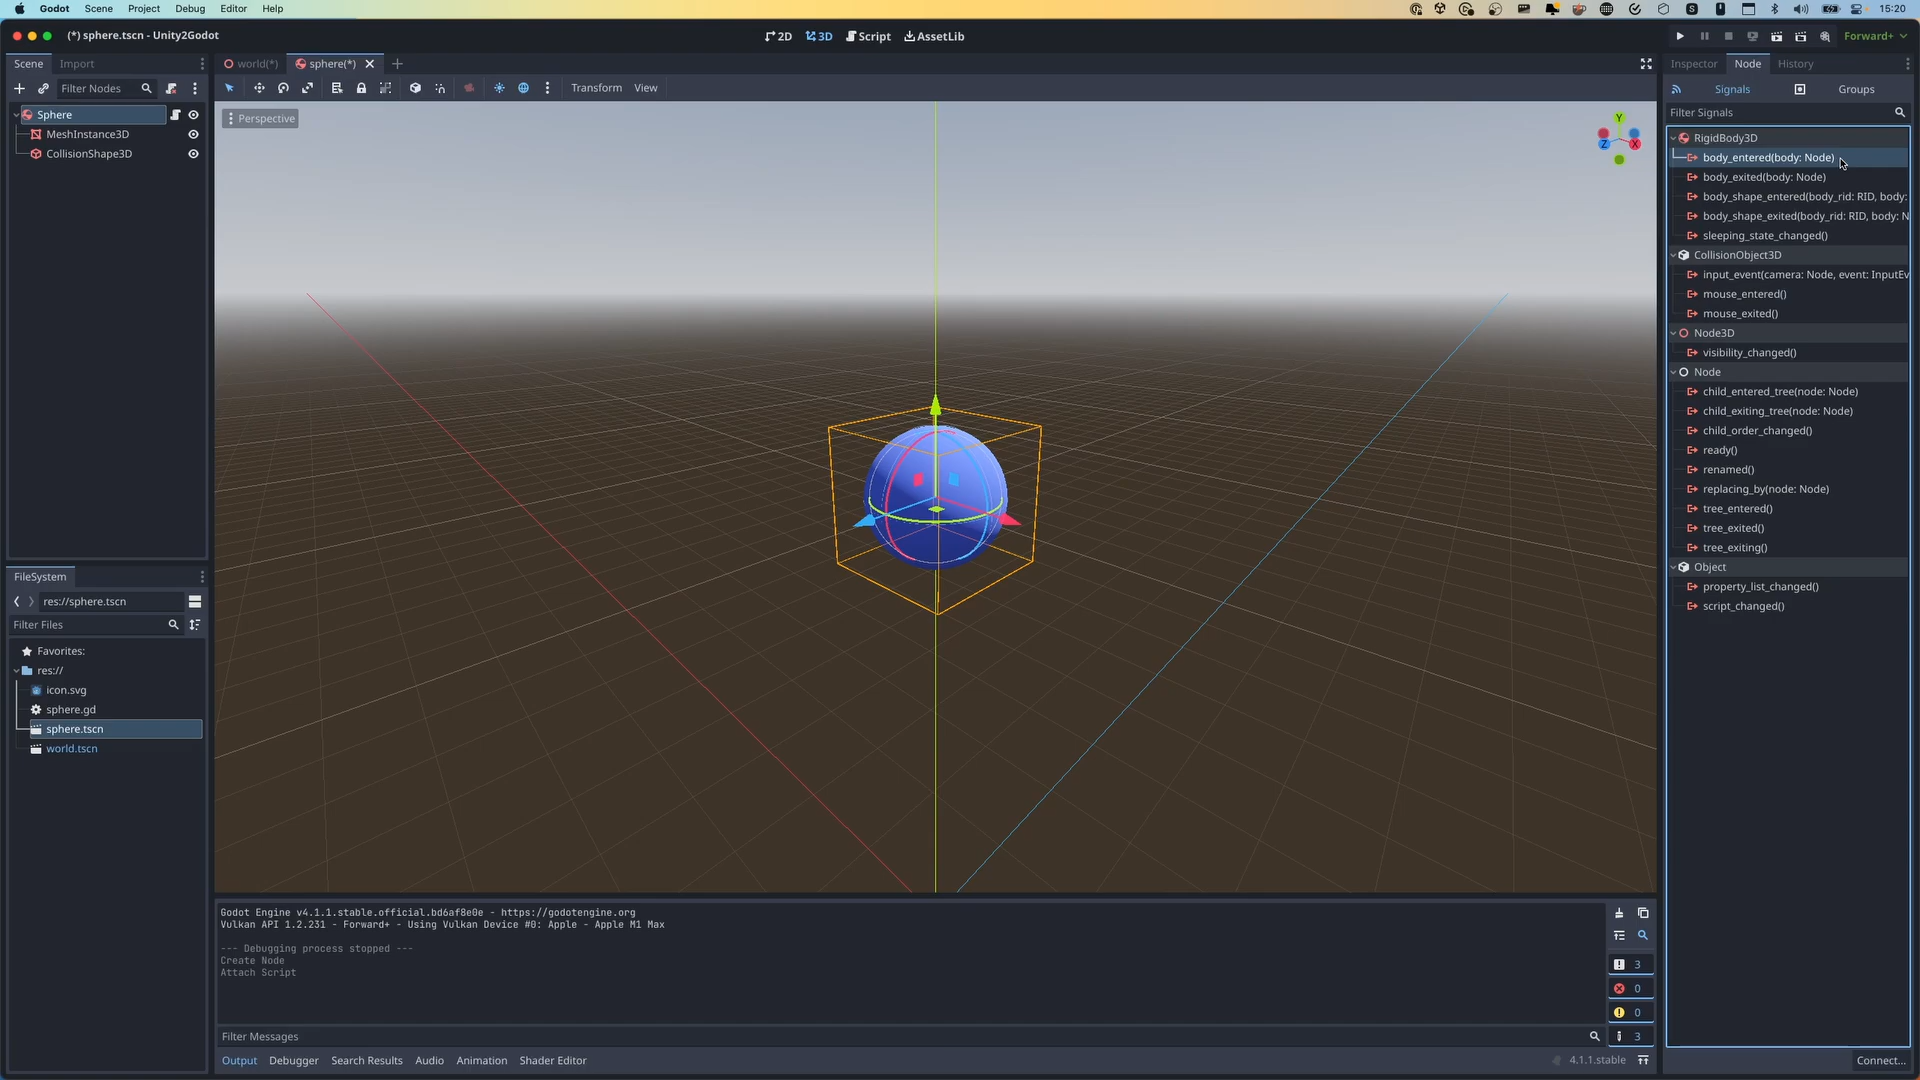 Godot Scene Project Debug Editor Help 15:20
(*) sphere.tscn - Unity2Godot
2D 3D Script AssetLib
Forward+
Scene Import
world(*) sphere(*)
Inspector Node History
Filter Nodes
Transform View
Signals Groups
Filter Signals
Sphere
MeshInstance3D
CollisionShape3D
Perspective
Y
Z
X
RigidBody3D
body_entered(body: Node)
body_exited(body: Node)
body_shape_entered(body_rid: RID, body:
body_shape_exited(body_rid: RID, body: N
sleeping_state_changed()
CollisionObject3D
input_event(camera: Node, event: InputEv
mouse_entered()
mouse_exited()
Node3D
visibility_changed()
Node
child_entered_tree(node: Node)
child_exiting_tree(node: Node)
child_order_changed()
ready()
renamed()
replacing_by(node: Node)
tree_entered()
tree_exited()
tree_exiting()
Object
property_list_changed()
script_changed()
FileSystem
res://sphere.tscn
Filter Files
Favorites:
res://
icon.svg
sphere.gd
sphere.tscn
world.tscn
Godot Engine v4.1.1.stable.official.bd6af8e0e - https://godotengine.org
Vulkan API 1.2.231 - Forward+ - Using Vulkan Device #0: Apple - Apple M1 Max
--- Debugging process stopped ---
Create Node
Attach Script
3
0
0
3
Filter Messages
Output Debugger Search Results Audio Animation Shader Editor
4.1.1.stable
Connect...